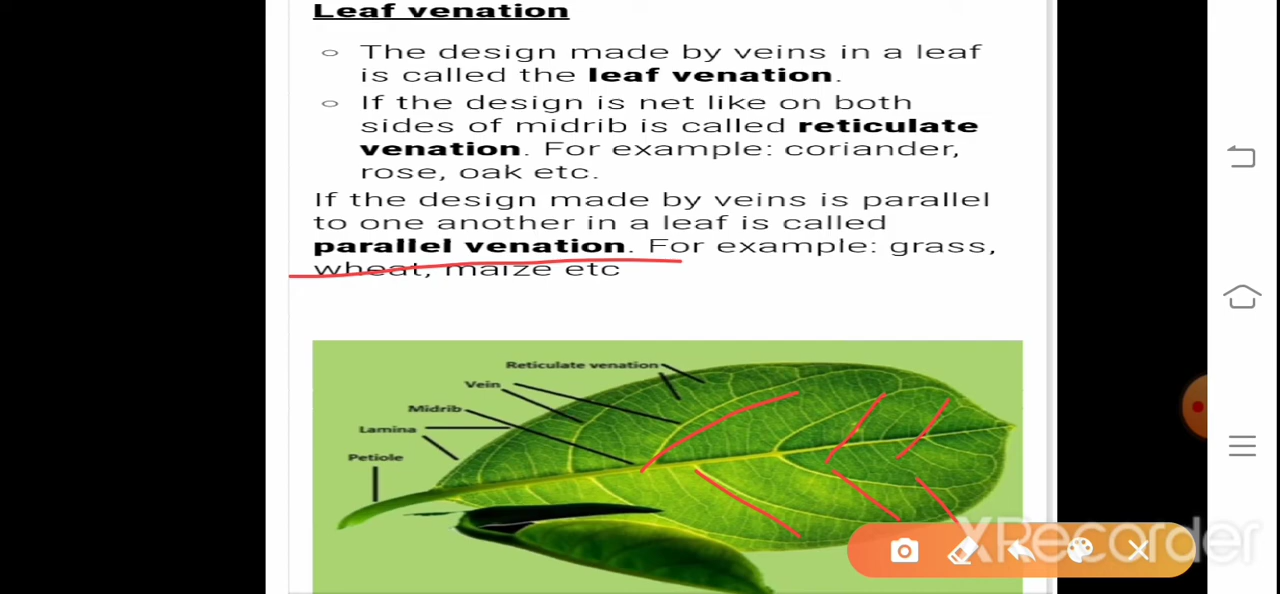 Leaf venation
The design made by veins in a leaf
is called the leaf venation.
If the design is net like on both
sides of midrib is called reticulate
venation. For example: coriander,
rose, oak etc.
If the design made by veins is parallel
to one another in a leaf is called
parallel venation. For example: grass,
wheat, maize etc
Reticulate venation
Vein
Midrib
Lamina
Petiole
XRecorder